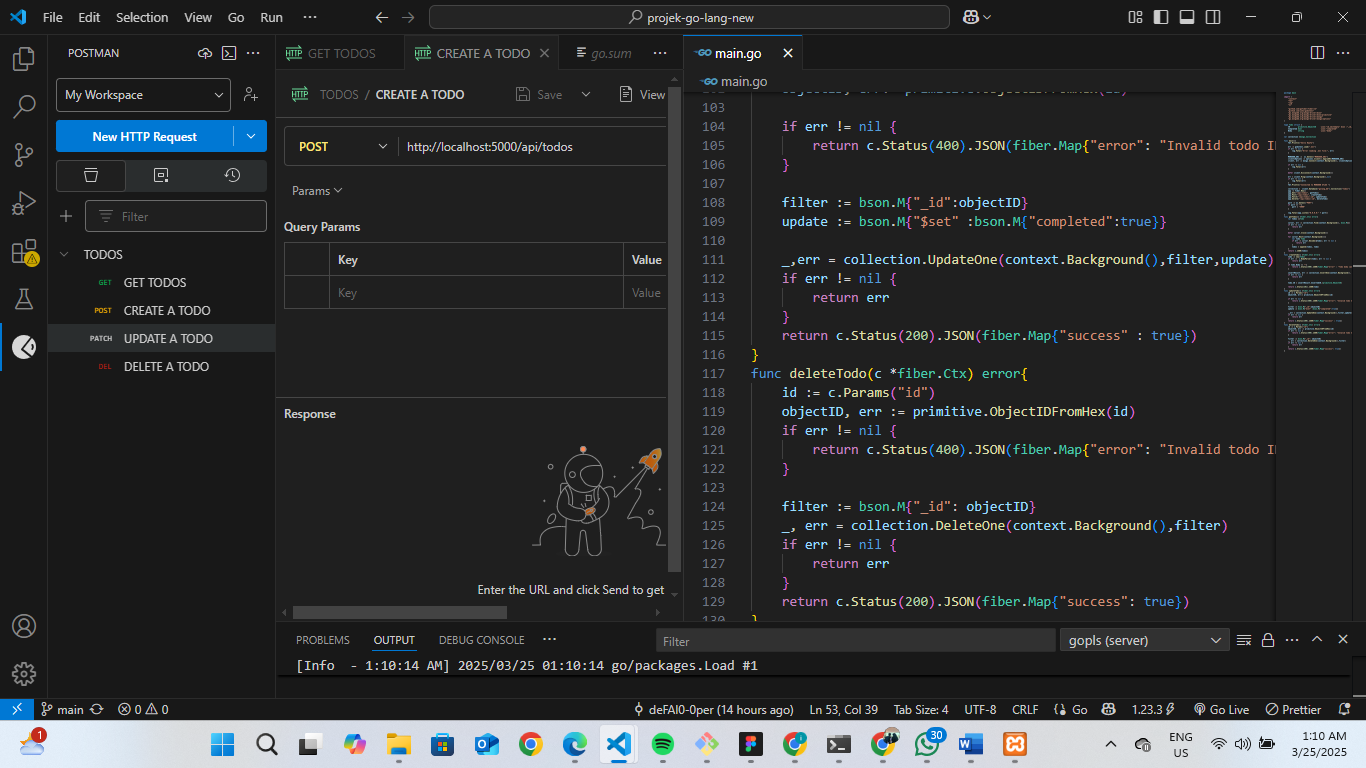 File Edit Selection View Go Run ···
projek-go-lang-new
POSTMAN
My Workspace
New HTTP Request
Filter
TODOS
GET GET TODOS
POST CREATE A TODO
PATCH UPDATE A TODO
DEL DELETE A TODO
HTTP GET TODOS
HTTP CREATE A TODO
go.sum
HTTP TODOS / CREATE A TODO
Save
View
POST
http://localhost:5000/api/todos
Params
Query Params
Key Value
Key Value
Response
Enter the URL and click Send to get
GO main.go
GO main.go
103
104 if err != nil {
105 return c.Status(400).JSON(fiber.Map{"error": "Invalid todo
106 }
107
108 filter := bson.M{"_id":objectID}
109 update := bson.M{"$set" :bson.M{"completed":true}}
110
111 _,err = collection.UpdateOne(context.Background(),filter,update)
112 if err != nil {
113 return err
114 }
115 return c.Status(200).JSON(fiber.Map{"success" : true})
116 }
117 func deleteTodo(c *fiber.Ctx) error{
118 id := c.Params("id")
119 objectID, err := primitive.ObjectIDFromHex(id)
120 if err != nil {
121 return c.Status(400).JSON(fiber.Map{"error": "Invalid todo
122 }
123
124 filter := bson.M{"_id": objectID}
125 _, err = collection.DeleteOne(context.Background(),filter)
126 if err != nil {
127 return err
128 }
129 return c.Status(200).JSON(fiber.Map{"success": true})
130 }
PROBLEMS OUTPUT DEBUG CONSOLE ···
Filter
gopls (server)
[Info - 1:10:14 AM] 2025/03/25 01:10:14 go/packages.Load #1
main
0 0
deFAI0-0per (14 hours ago)
Ln 53, Col 39
Tab Size: 4
UTF-8
CRLF
Go
1.23.3
Go Live
Prettier
1
30
ENG
US
1:10 AM
3/25/2025